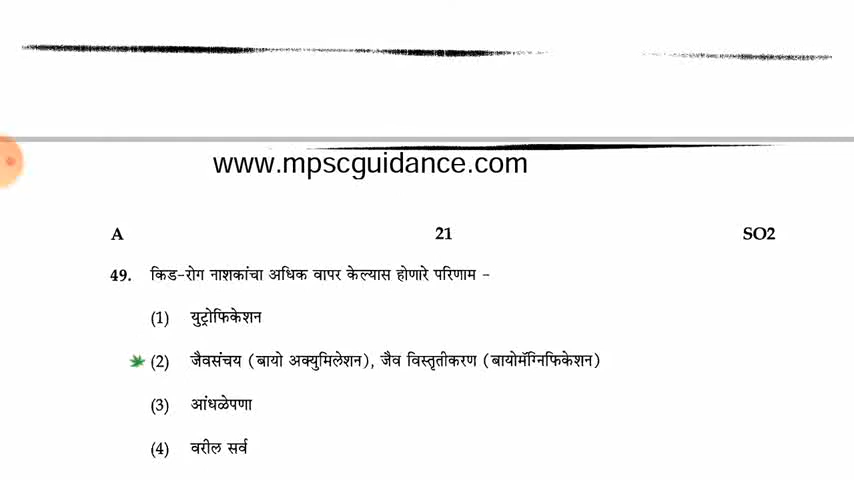 www.mpscguidance.com
A 21 SO2
49. किड-रोग नाशकांचा अधिक वापर केल्यास होणारे परिणाम -
(1) युट्रोफिकेशन
(2) जैवसंचय (बायो अक्युमिलेशन), जैव विस्तृतीकरण (बायोमॅग्निफिकेशन)
(3) आंधळेपणा
(4) वरील सर्व